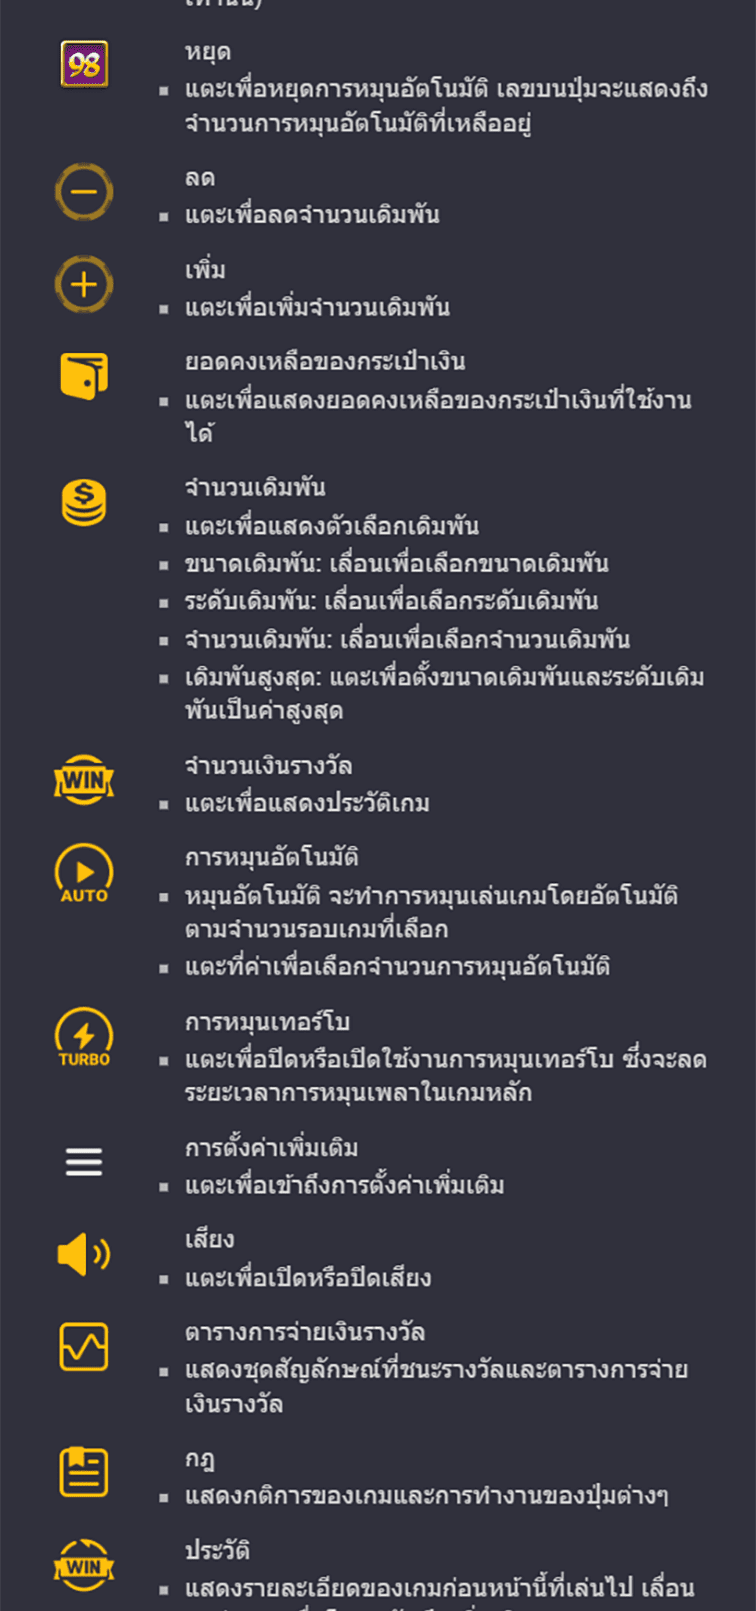 เท่านั้น)
98
หยุด
แตะเพื่อหยุดการหมุนอัตโนมัติ เลขบนปุ่มจะแสดงถึง
จำนวนการหมุนอัตโนมัติที่เหลืออยู่
ลด
แตะเพื่อลดจำนวนเดิมพัน
เพิ่ม
แตะเพื่อเพิ่มจำนวนเดิมพัน
ยอดคงเหลือของกระเป๋าเงิน
แตะเพื่อแสดงยอดคงเหลือของกระเป๋าเงินที่ใช้งาน
ได้
จำนวนเดิมพัน
แตะเพื่อแสดงตัวเลือกเดิมพัน
ขนาดเดิมพัน: เลื่อนเพื่อเลือกขนาดเดิมพัน
ระดับเดิมพัน: เลื่อนเพื่อเลือกระดับเดิมพัน
จำนวนเดิมพัน: เลื่อนเพื่อเลือกจำนวนเดิมพัน
เดิมพันสูงสุด: แตะเพื่อตั้งขนาดเดิมพันและระดับเดิม
พันเป็นค่าสูงสุด
WIN
จำนวนเงินรางวัล
แตะเพื่อแสดงประวัติเกม
AUTO
การหมุนอัตโนมัติ
หมุนอัตโนมัติ จะทำการหมุนเล่นเกมโดยอัตโนมัติ
ตามจำนวนรอบเกมที่เลือก
แตะที่ค่าเพื่อเลือกจำนวนการหมุนอัตโนมัติ
TURBO
การหมุนเทอร์โบ
แตะเพื่อปิดหรือเปิดใช้งานการหมุนเทอร์โบ ซึ่งจะลด
ระยะเวลาการหมุนเพลาในเกมหลัก
การตั้งค่าเพิ่มเติม
แตะเพื่อเข้าถึงการตั้งค่าเพิ่มเติม
เสียง
แตะเพื่อเปิดหรือปิดเสียง
ตารางการจ่ายเงินรางวัล
แสดงชุดสัญลักษณ์ที่ชนะรางวัลและตารางการจ่าย
เงินรางวัล
กฎ
แสดงกติการของเกมและการทำงานของปุ่มต่างๆ
WIN
ประวัติ
แสดงรายละเอียดของเกมก่อนหน้านี้ที่เล่นไป เลื่อน